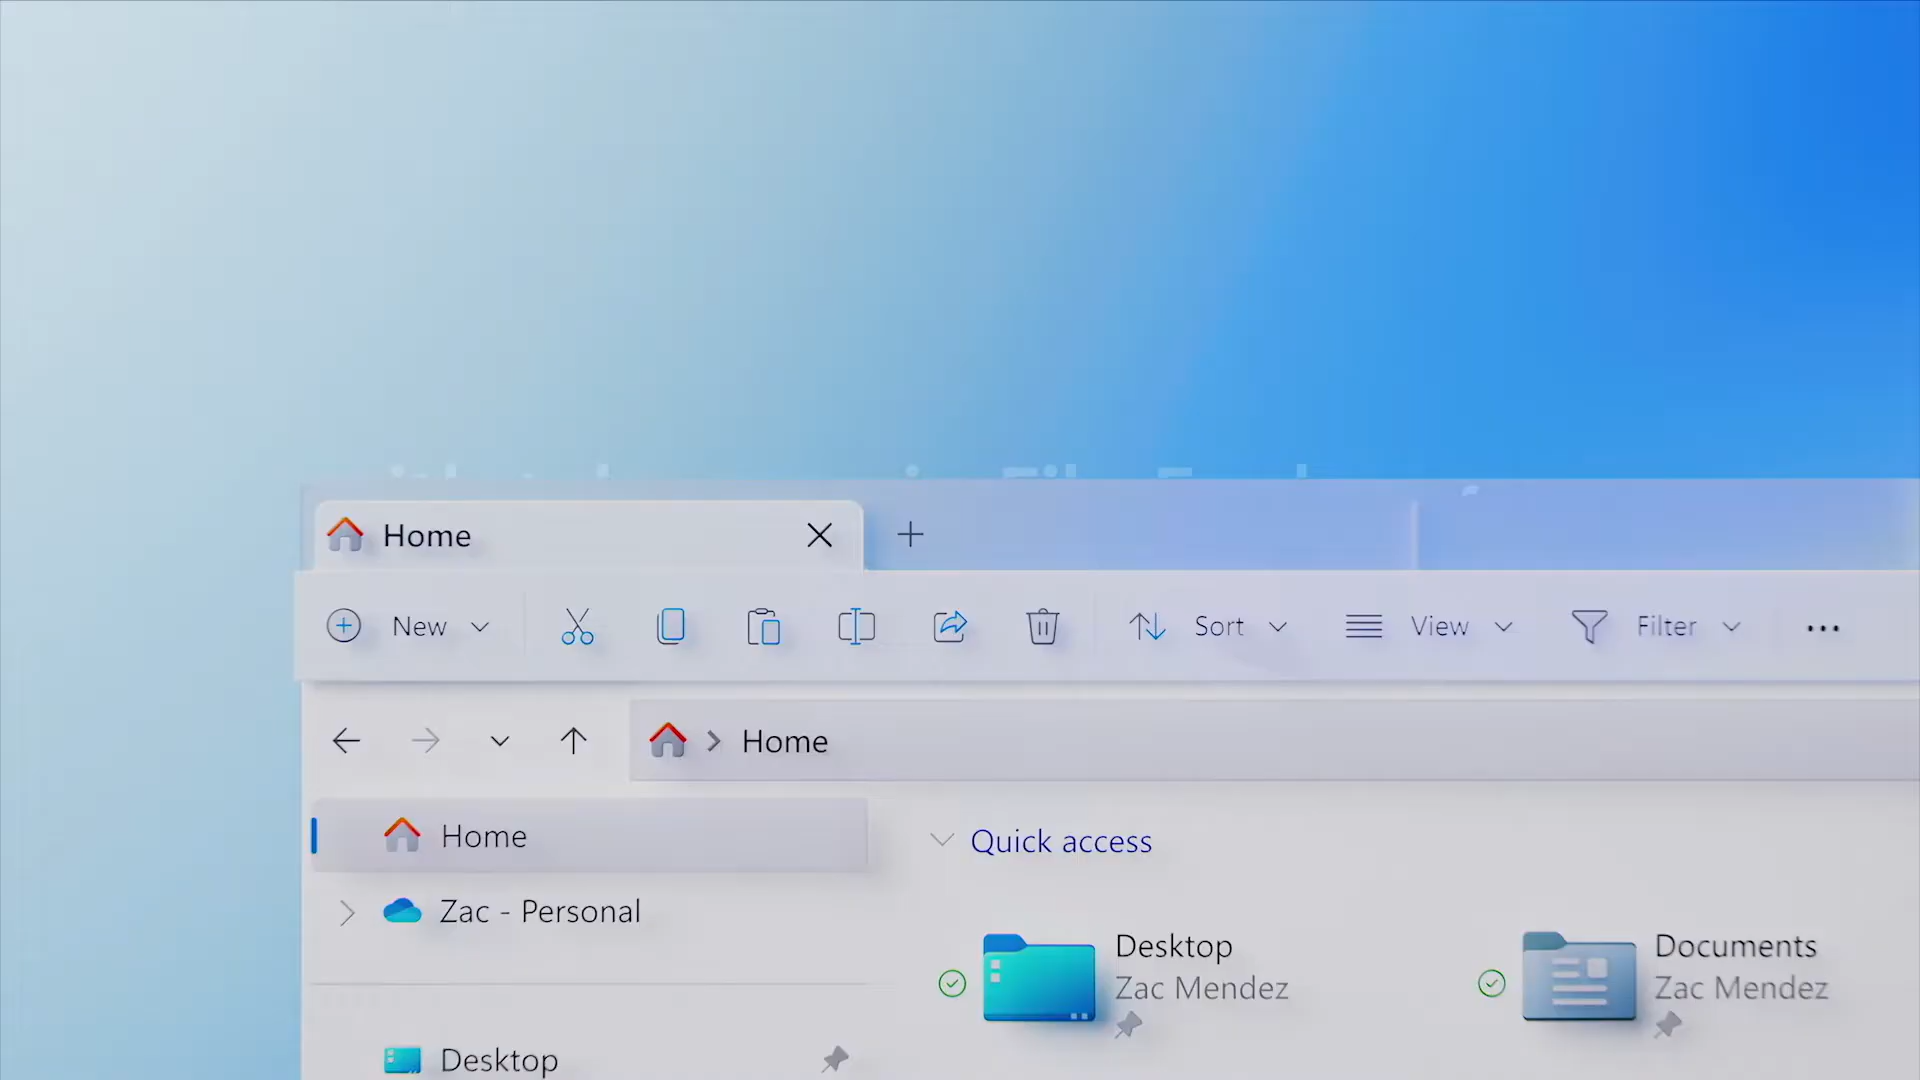 Home
New
Sort
View
Filter
Home
Home
Quick access
Zac - Personal
Desktop
Zac Mendez
Documents
Zac Mendez
Desktop